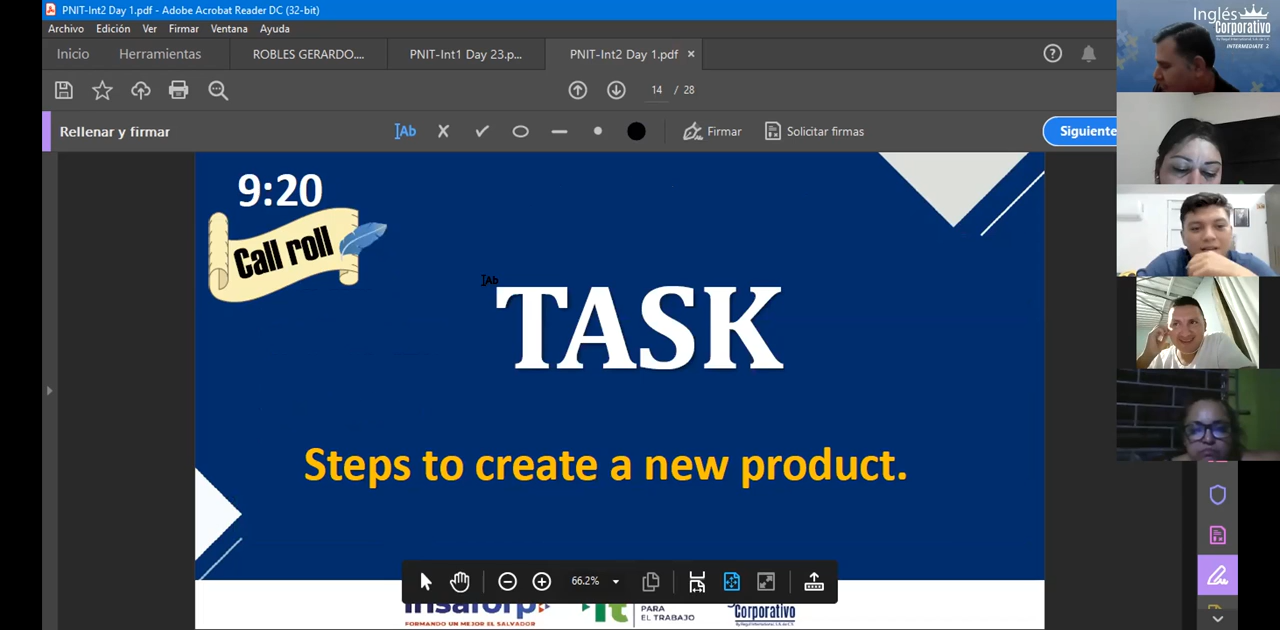 PNIT-Int2 Day 1.pdf - Adobe Acrobat Reader DC (32-bit)
Archivo Edición Ver Firmar Ventana Ayuda
Inicio Herramientas ROBLES GERARDO.... PNIT-Int1 Day 23.p... PNIT-Int2 Day 1.pdf ×
14 / 28
Rellenar y firmar
Ab
Firmar
Solicitar firmas
Siguiente
Inglés
Corporativo
INTERMEDIATE 2
9:20
Call roll
Ab
TASK
Steps to create a new product.
66.2%
insaforp
FORMANDO UN MEJOR EL SALVADOR
PARA
EL TRABAJO
Corporativo